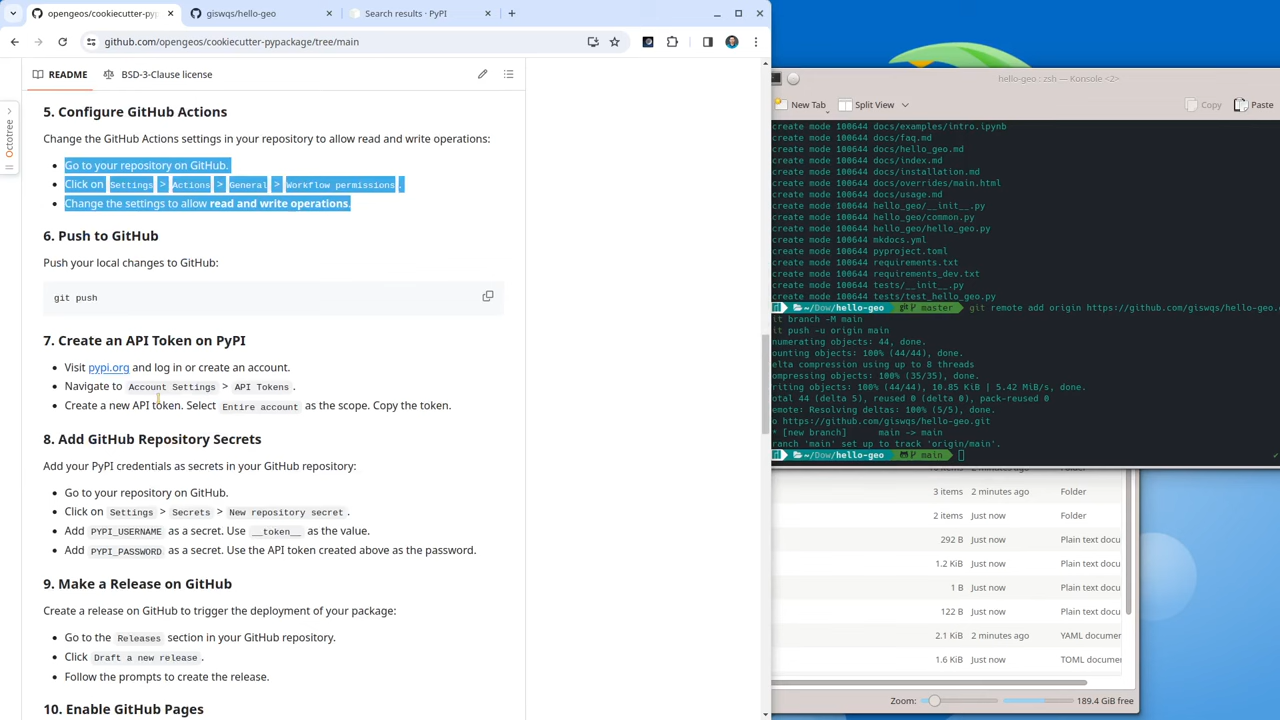 opengeos/cookiecutter-pyp
giswqs/hello-geo
Search results · PyPI
github.com/opengeos/cookiecutter-pypackage/tree/main
README
BSD-3-Clause license
Octotree
5. Configure GitHub Actions
Change the GitHub Actions settings in your repository to allow read and write operations:
Go to your repository on GitHub.
Click on Settings > Actions > General > Workflow permissions.
Change the settings to allow read and write operations.
6. Push to GitHub
Push your local changes to GitHub:
git push
7. Create an API Token on PyPI
Visit pypi.org and log in or create an account.
Navigate to Account Settings > API Tokens.
Create a new API token. Select Entire account as the scope. Copy the token.
8. Add GitHub Repository Secrets
Add your PyPI credentials as secrets in your GitHub repository:
Go to your repository on GitHub.
Click on Settings > Secrets > New repository secret.
Add PYPI_USERNAME as a secret. Use __token__ as the value.
Add PYPI_PASSWORD as a secret. Use the API token created above as the password.
9. Make a Release on GitHub
Create a release on GitHub to trigger the deployment of your package:
Go to the Releases section in your GitHub repository.
Click Draft a new release.
Follow the prompts to create the release.
10. Enable GitHub Pages
hello-geo : zsh — Konsole <2>
New Tab
Split View
Copy
Paste
create mode 100644 docs/examples/intro.ipynb
create mode 100644 docs/faq.md
create mode 100644 docs/hello_geo.md
create mode 100644 docs/index.md
create mode 100644 docs/installation.md
create mode 100644 docs/overrides/main.html
create mode 100644 docs/usage.md
create mode 100644 hello_geo/__init__.py
create mode 100644 hello_geo/common.py
create mode 100644 hello_geo/hello_geo.py
create mode 100644 mkdocs.yml
create mode 100644 pyproject.toml
create mode 100644 requirements.txt
create mode 100644 requirements_dev.txt
create mode 100644 tests/__init__.py
create mode 100644 tests/test_hello_geo.py
~/Dow/hello-geo master git remote add origin https://github.com/giswqs/hello-geo.
it branch -M main
it push -u origin main
numerating objects: 44, done.
ounting objects: 100% (44/44), done.
elta compression using up to 8 threads
ompressing objects: 100% (35/35), done.
riting objects: 100% (44/44), 10.85 KiB | 5.42 MiB/s, done.
otal 44 (delta 5), reused 0 (delta 0), pack-reused 0
emote: Resolving deltas: 100% (5/5), done.
o https://github.com/giswqs/hello-geo.git
* [new branch] main -> main
ranch 'main' set up to track 'origin/main'.
~/Dow/hello-geo main
3 items 2 minutes ago Folder
2 items Just now Folder
292 B Just now Plain text docu
1.2 KiB Just now Plain text docu
1 B Just now Plain text docu
122 B Just now Plain text docu
2.1 KiB 2 minutes ago YAML documen
1.6 KiB Just now TOML documen
Zoom: 189.4 GiB free